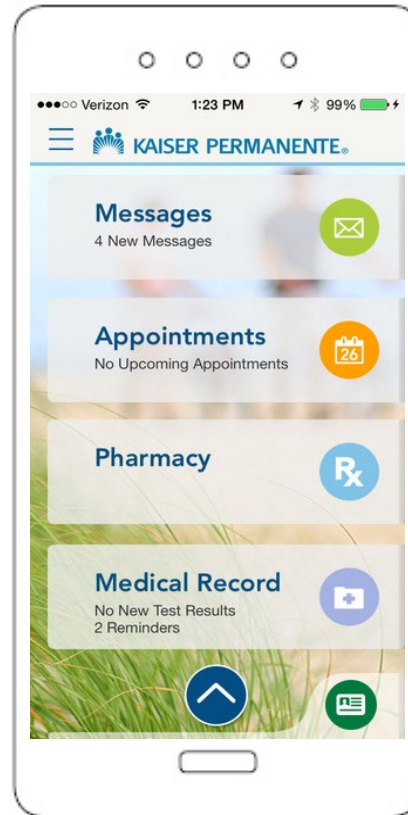 ●●●○○ Verizon 1:23 PM 99%
KAISER PERMANENTE®
Messages
4 New Messages
Appointments
No Upcoming Appointments
26
Pharmacy
Rx
Medical Record
No New Test Results
2 Reminders